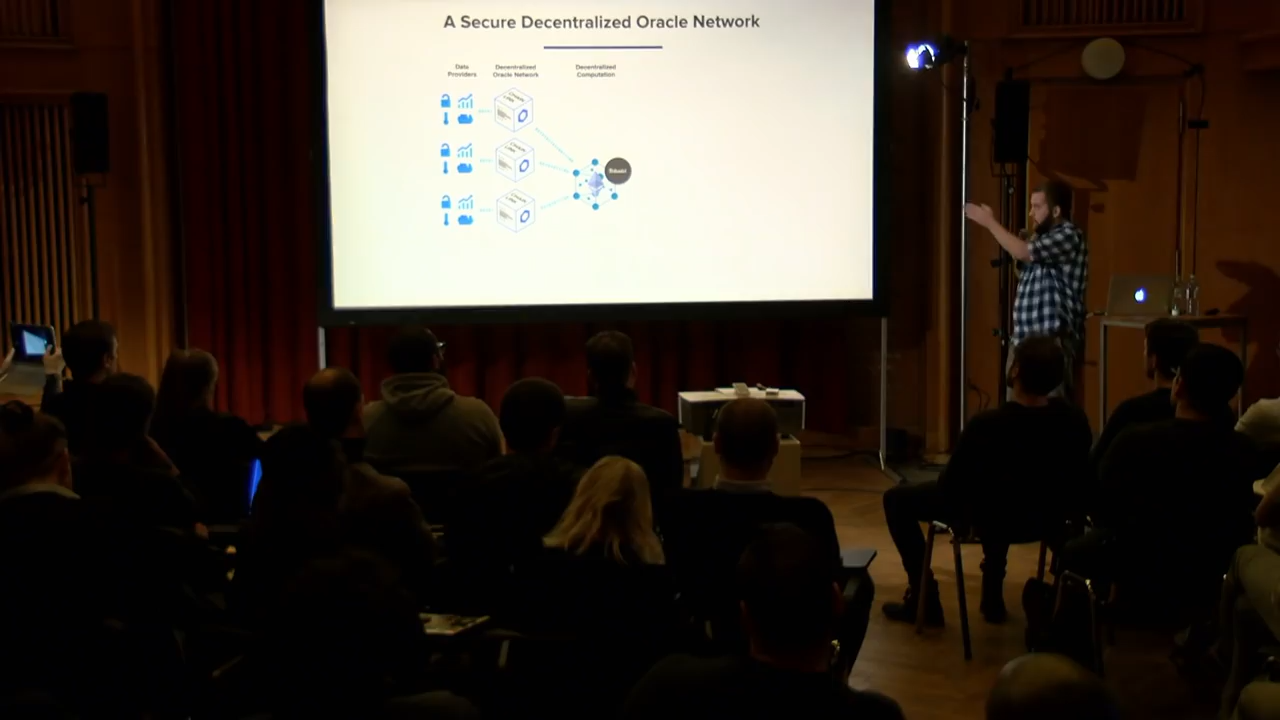 A Secure Decentralized Oracle Network
Data
Providers
Decentralized
Oracle Network
Decentralized
Computation